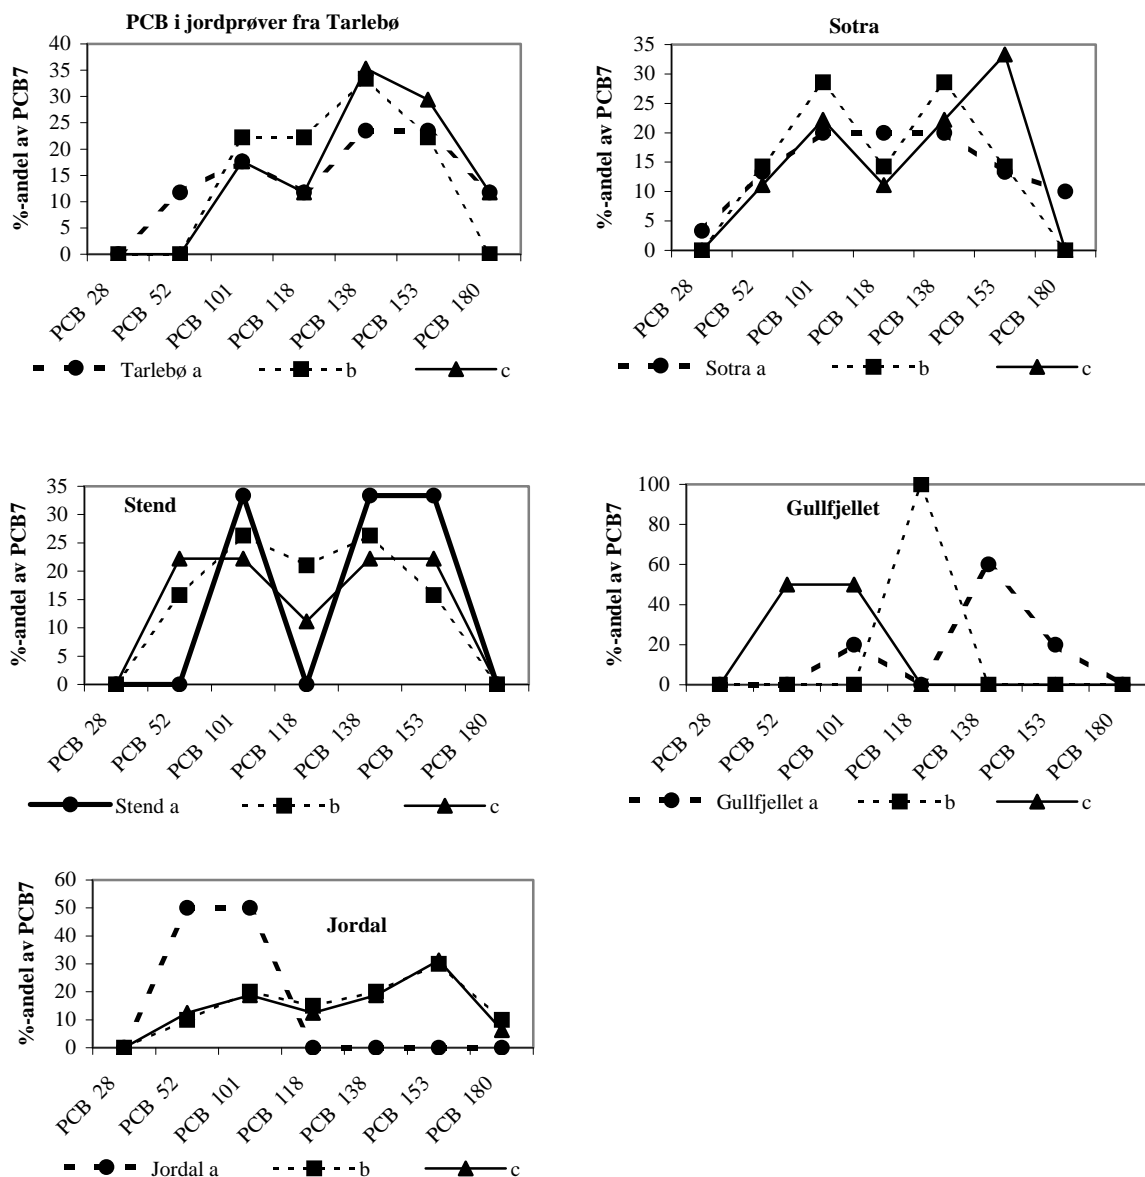 PCB i jordprøver fra Tarlebø
%-andel av PCB7
40
35
30
25
20
15
10
5
0
PCB 28
PCB 52
PCB 101
PCB 118
PCB 138
PCB 153
PCB 180
Tarlebø a
b
c
Sotra
%-andel av PCB7
35
30
25
20
15
10
5
0
PCB 28
PCB 52
PCB 101
PCB 118
PCB 138
PCB 153
PCB 180
Sotra a
b
c
Stend
%-andel av PCB7
35
30
25
20
15
10
5
0
PCB 28
PCB 52
PCB 101
PCB 118
PCB 138
PCB 153
PCB 180
Stend a
b
c
Gullfjellet
%-andel av PCB7
100
80
60
40
20
0
PCB 28
PCB 52
PCB 101
PCB 118
PCB 138
PCB 153
PCB 180
Gullfjellet a
b
c
Jordal
%-andel av PCB7
60
50
40
30
20
10
0
PCB 28
PCB 52
PCB 101
PCB 118
PCB 138
PCB 153
PCB 180
Jordal a
b
c